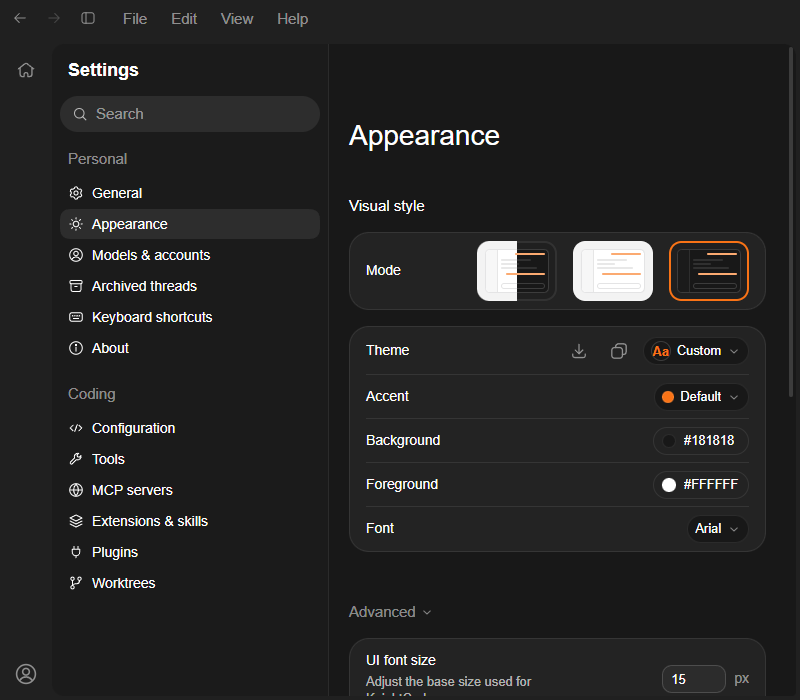 File Edit View Help
Settings
Search
Personal
General
Appearance
Models & accounts
Archived threads
Keyboard shortcuts
About
Coding
Configuration
Tools
MCP servers
Extensions & skills
Plugins
Worktrees
Appearance
Visual style
Mode
Theme
Aa Custom
Accent
Default
Background
#181818
Foreground
#FFFFFF
Font
Arial
Advanced
UI font size
Adjust the base size used for
15 px